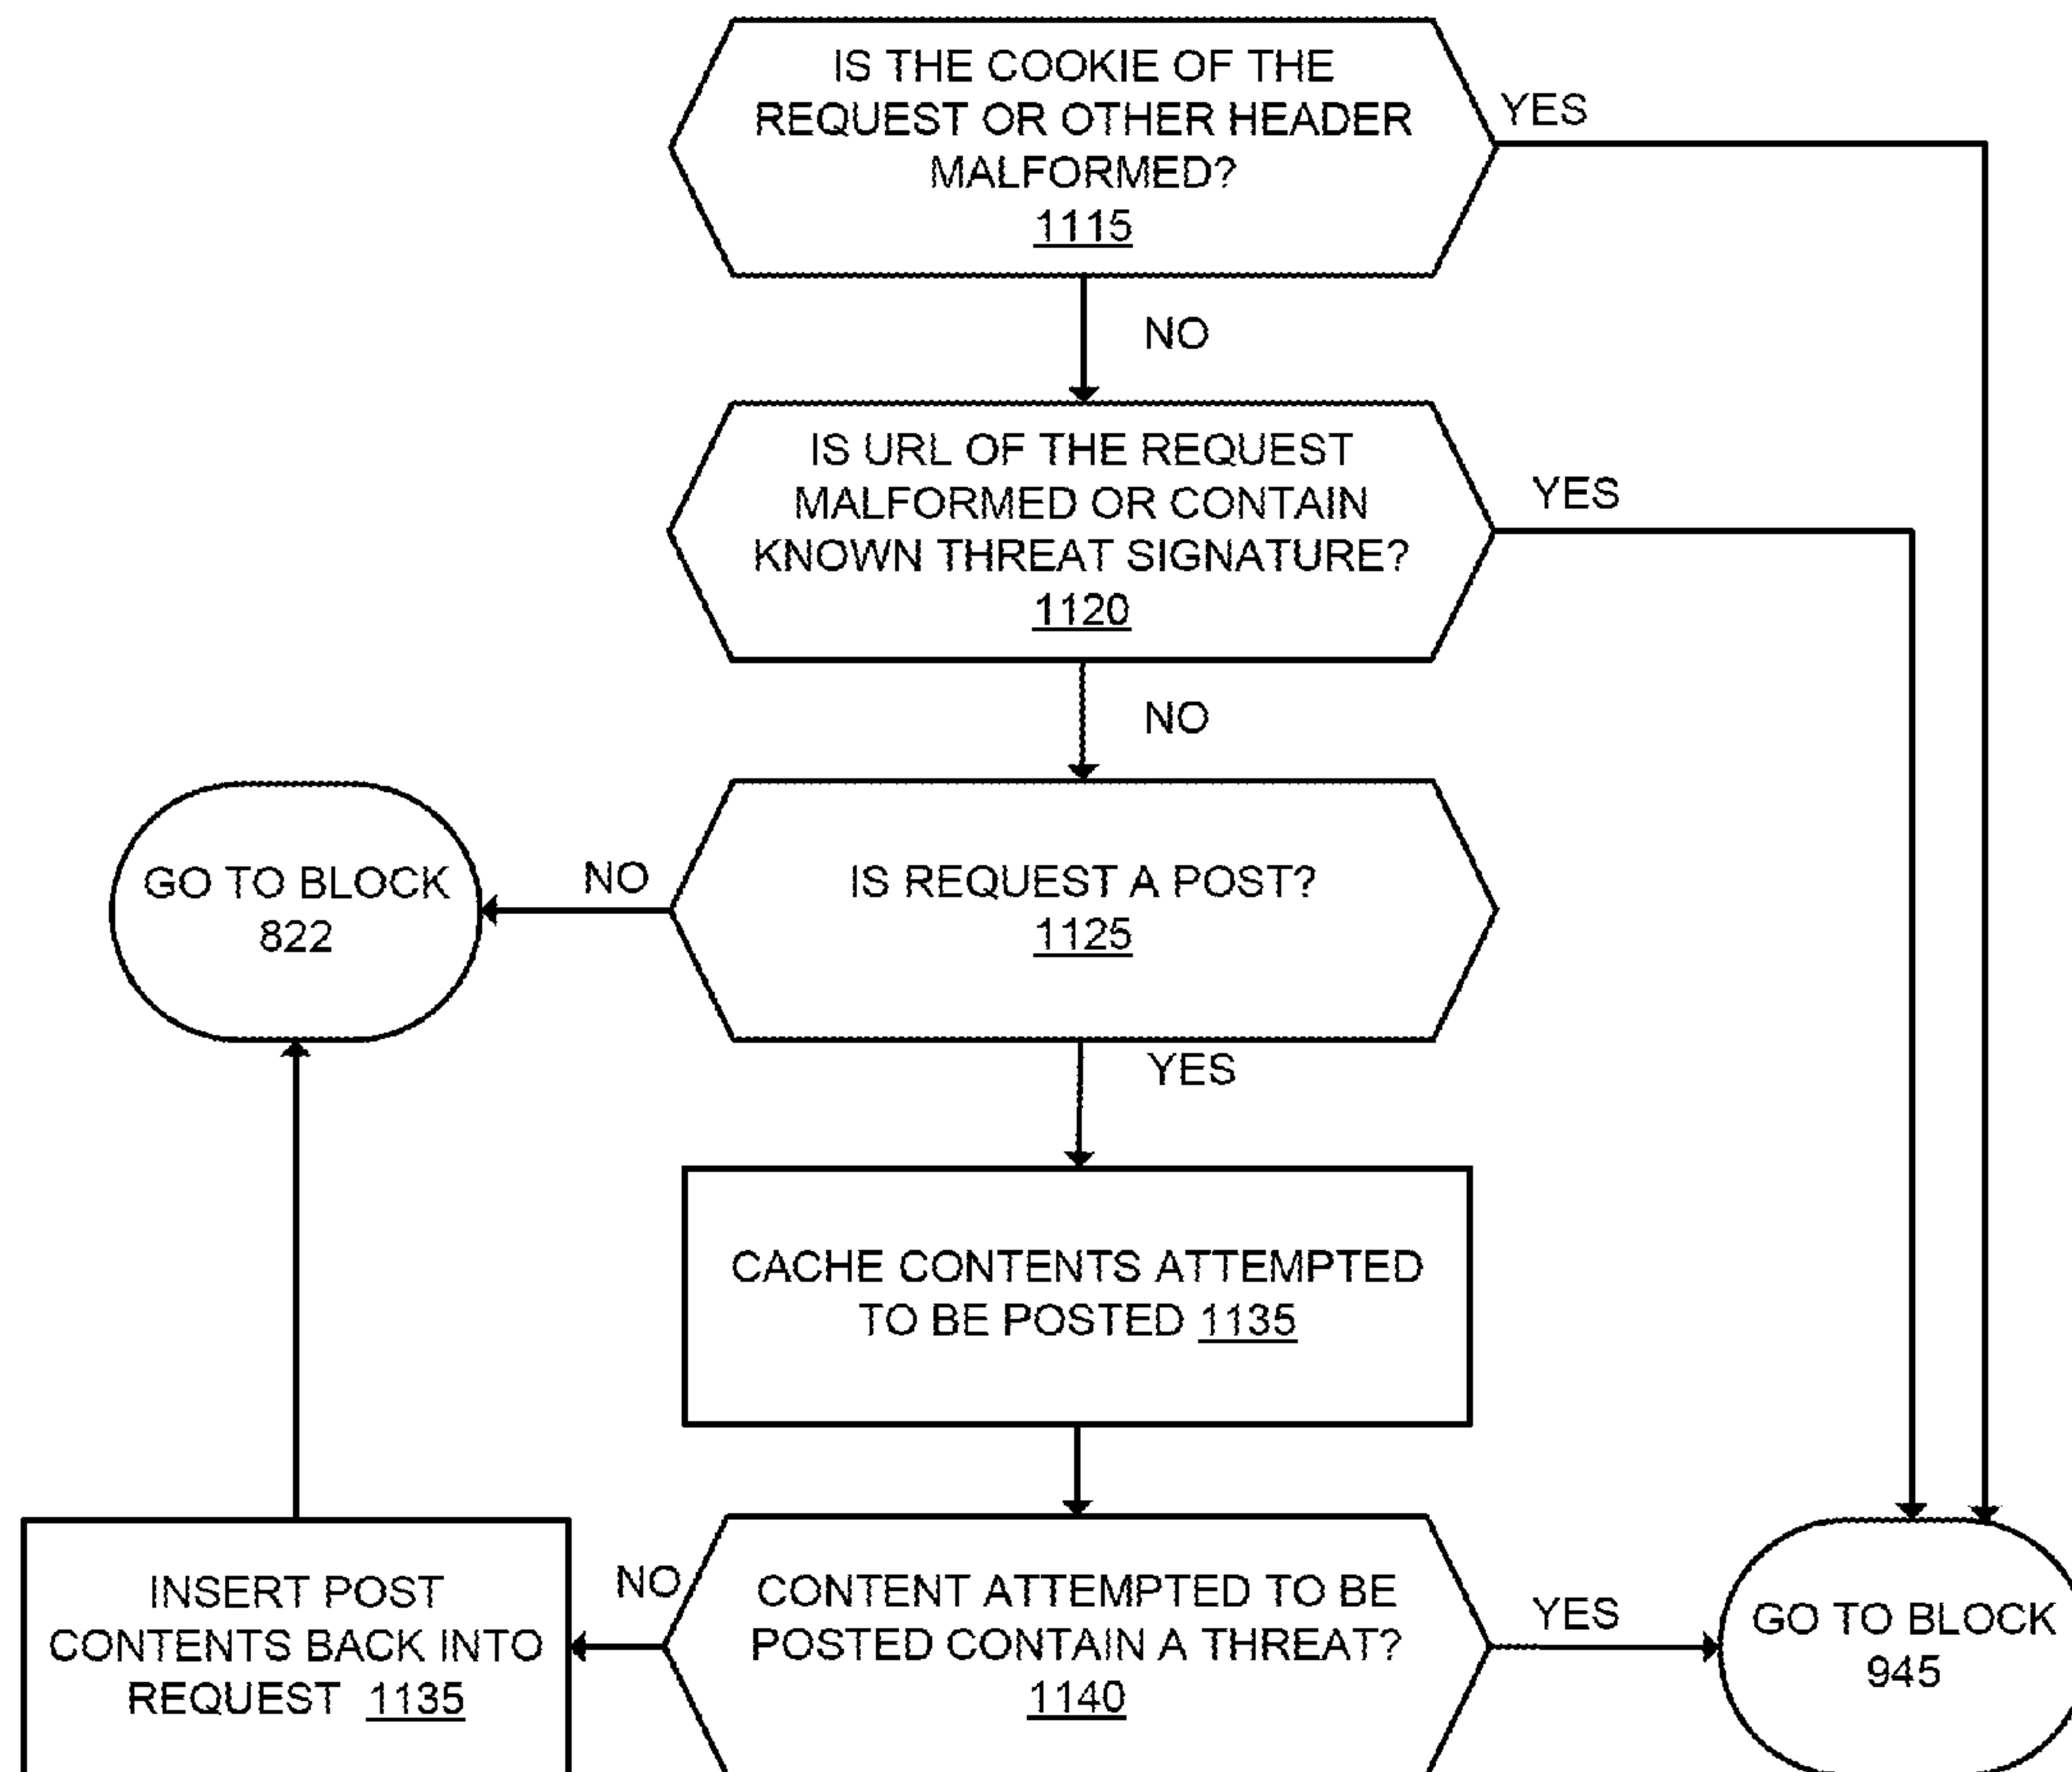 IS THE COOKIE OF THE
REQUEST OR OTHER HEADER
MALFORMED?
1115
YES
NO
IS URL OF THE REQUEST
MALFORMED OR CONTAIN
KNOWN THREAT SIGNATURE?
1120
YES
NO
GO TO BLOCK
822
NO
IS REQUEST A POST?
1125
YES
CACHE CONTENTS ATTEMPTED
TO BE POSTED 1135
INSERT POST
CONTENTS BACK INTO
REQUEST 1135
NO
CONTENT ATTEMPTED TO BE
POSTED CONTAIN A THREAT?
1140
YES
GO TO BLOCK
945